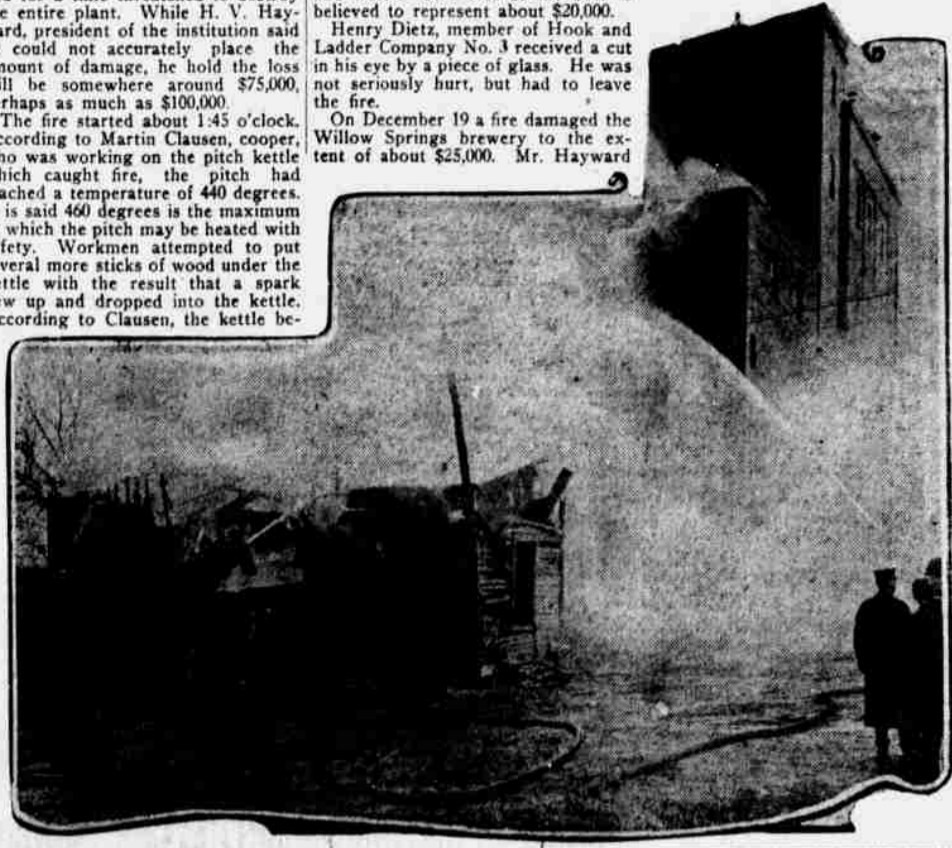 e entire plant. While H. V. Hay-
ard, president of the institution said
could not accurately place the
mount of damage, he hold the loss
ill be somewhere around $75,000,
rhaps as much as $100,000.
The fire started about 1:45 o'clock.
ccording to Martin Clausen, cooper,
ho was working on the pitch kettle
hich caught fire, the pitch had
ached a temperature of 440 degrees.
is said 460 degrees is the maximum
which the pitch may be heated with
fety. Workmen attempted to put
veral more sticks of wood under the
ttle with the result that a spark
ew up and dropped into the kettle.
ccording to Clausen, the kettle be-
believed to represent about $20,000.
Henry Dietz, member of Hook and
Ladder Company No. 3 received a cut
in his eye by a piece of glass. He was
not seriously hurt, but had to leave
the fire.
On December 19 a fire damaged the
Willow Springs brewery to the ex-
tent of about $25,000. Mr. Hayward